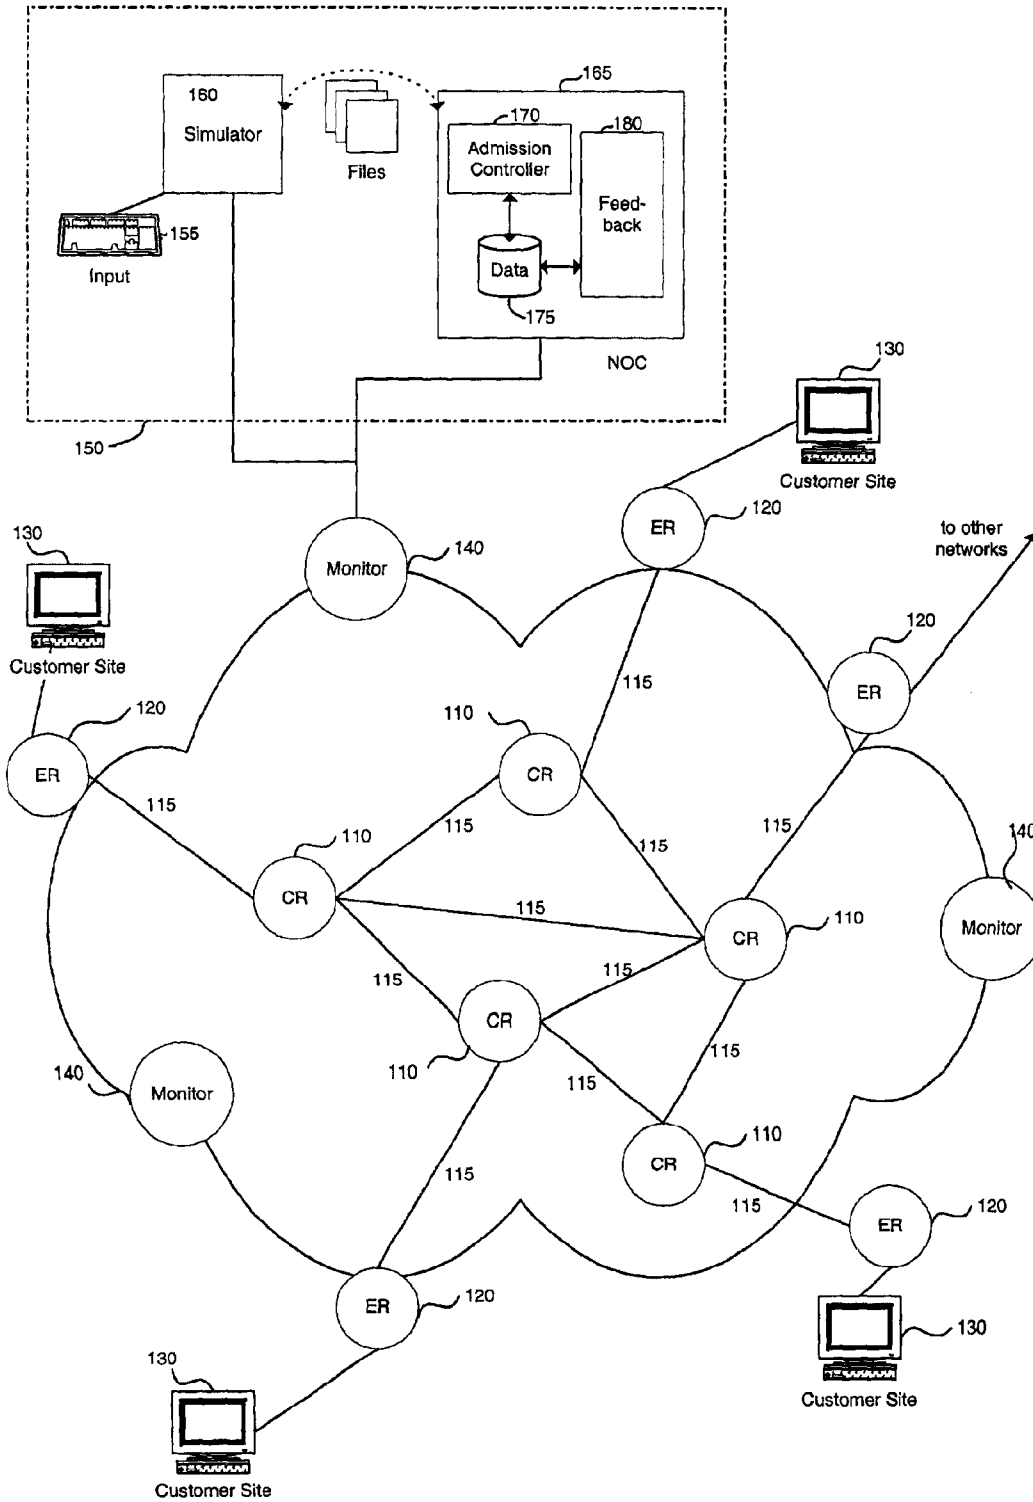 165
160
Simulator
170
180
Admission
Controller
Files
Feed-
back
155
Data
Input
175
NOC
130
150
Customer Site
120
ER
to other
networks
130
140
Monitor
120
Customer Site
ER
115
120
110
ER
CR
115
115
115
110
115
140
CR
115
110
CR
Monitor
115
115
CR
110
115
140
115
Monitor
110
CR
115
115
120
ER
120
ER
130
130
Customer Site
Customer Site